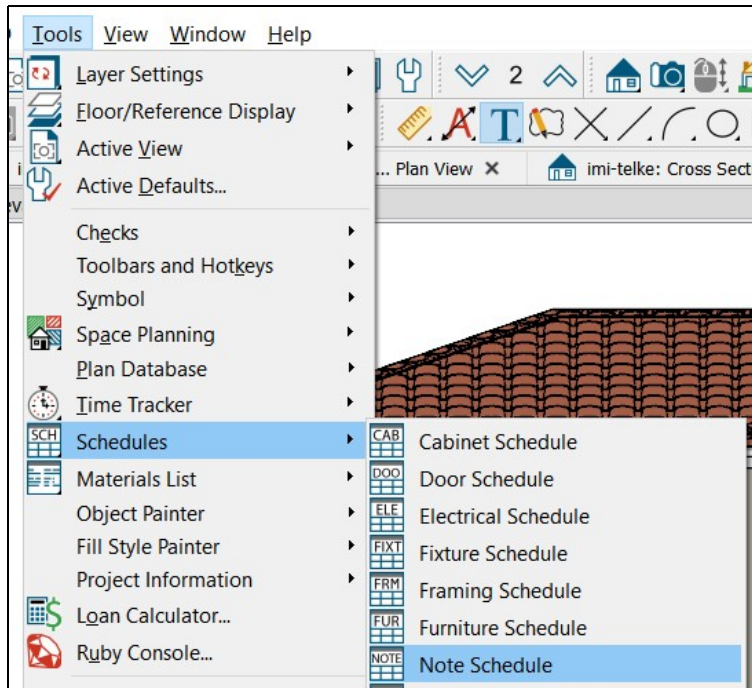 Tools View Window Help
Layer Settings
2
Floor/Reference Display
Active View
... Plan View
imi-telke: Cross Sect
Active Defaults...
Checks
Toolbars and Hotkeys
Symbol
Space Planning
Plan Database
Time Tracker
SCH Schedules
CAB Cabinet Schedule
Materials List
DOO Door Schedule
Object Painter
ELE Electrical Schedule
Fill Style Painter
FIXT Fixture Schedule
Project Information
FRM Framing Schedule
Loan Calculator...
FUR Furniture Schedule
Ruby Console...
NOTE Note Schedule